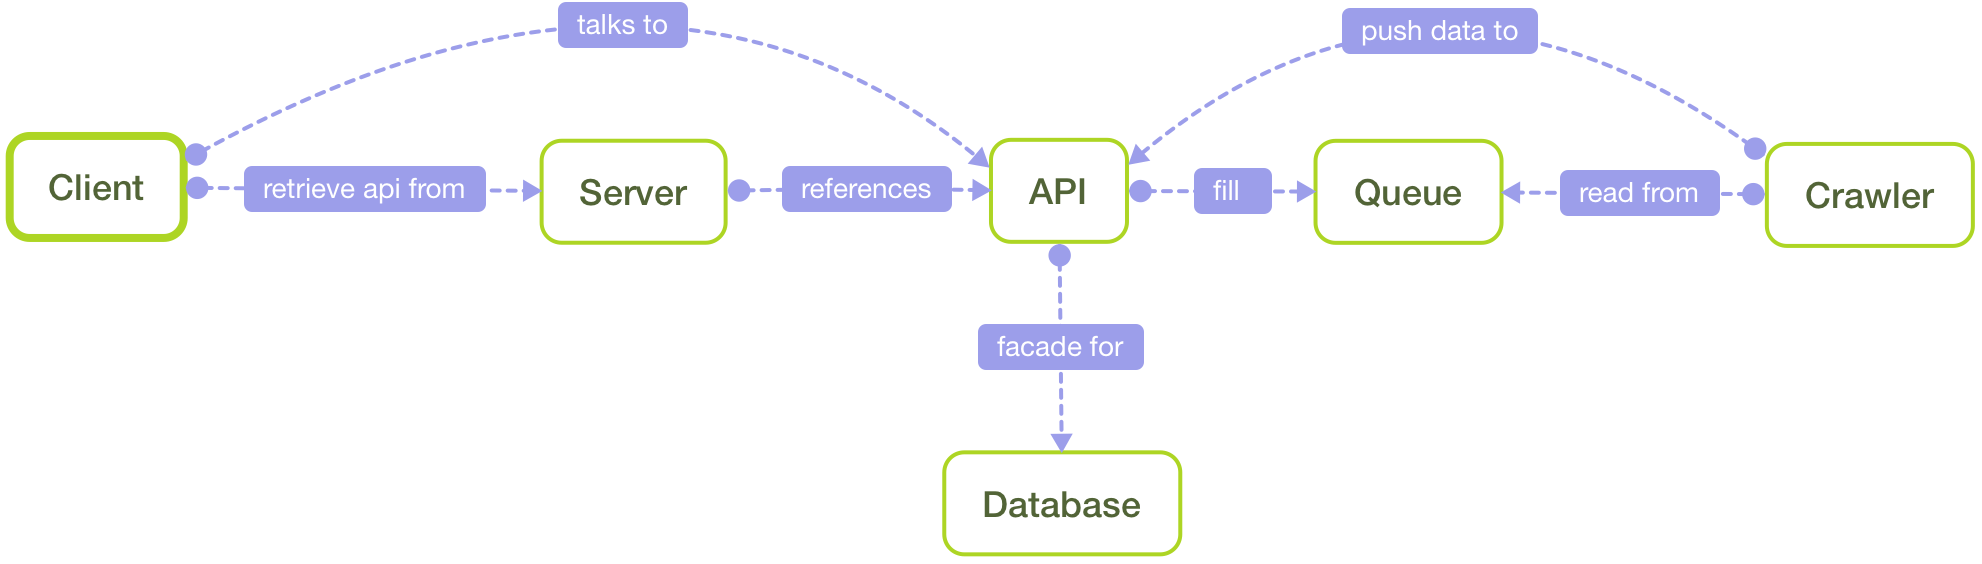 talks to
push data to
Client
retrieve api from
Server
references
API
fill
Queue
read from
Crawler
facade for
Database